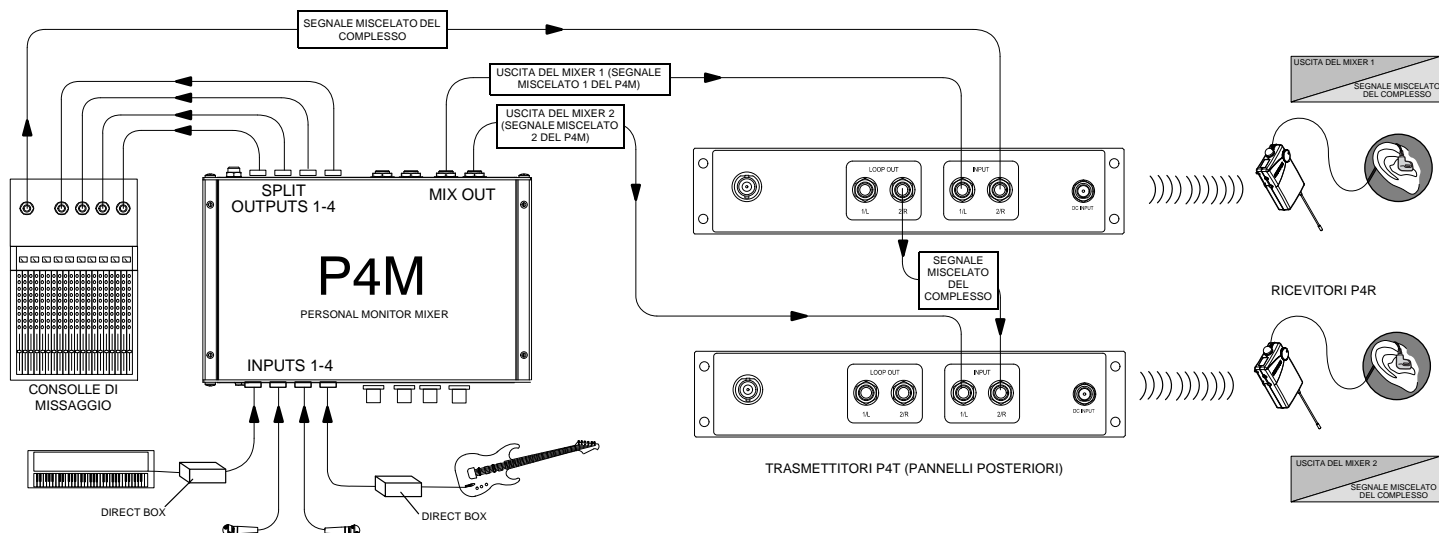 SEGNALE MISCELATO DEL
COMPLESSO
USCITA DEL MIXER 1 (SEGNALE
MISCELATO 1 DEL P4M)
USCITA DEL MIXER 2
(SEGNALE MISCELATO
2 DEL P4M)
USCITA DEL MIXER 1
SEGNALE MISCELATO
DEL COMPLESSO
SPLIT
OUTPUTS 1-4
MIX OUT
P4M
PERSONAL MONITOR MIXER
INPUTS 1-4
CONSOLLE DI
MISSAGGIO
DIRECT BOX
DIRECT BOX
LOOP OUT
INPUT
1/L
2/R
1/L
2/R
DC INPUT
SEGNALE
MISCELATO
DEL
COMPLESSO
RICEVITORI P4R
LOOP OUT
INPUT
1/L
2/R
1/L
2/R
DC INPUT
TRASMETTITORI P4T (PANNELLI POSTERIORI)
USCITA DEL MIXER 2
SEGNALE MISCELATO
DEL COMPLESSO